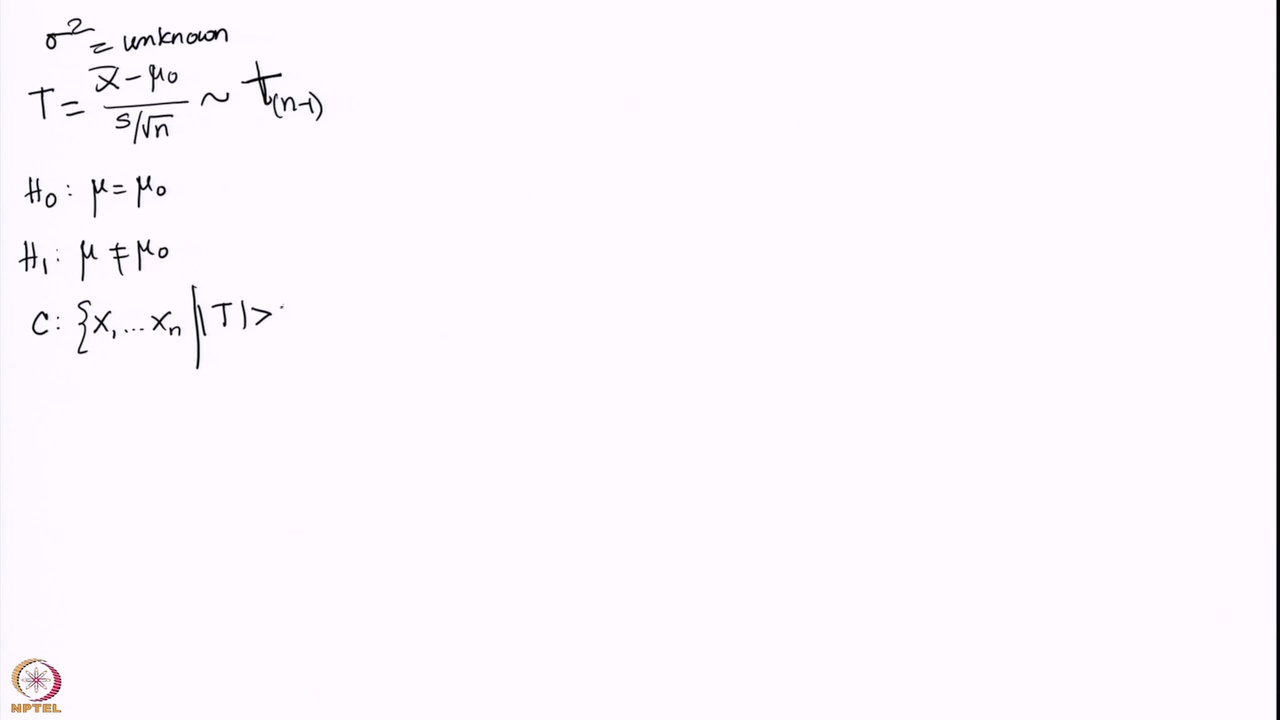 σ² = unknown
T = (X̄ - μ₀) / (S/√n) ~ t₍ₙ₋₁₎
H₀ : μ = μ₀
H₁ : μ ≠ μ₀
C : {X₁ ... Xₙ | |T| >
NPTEL